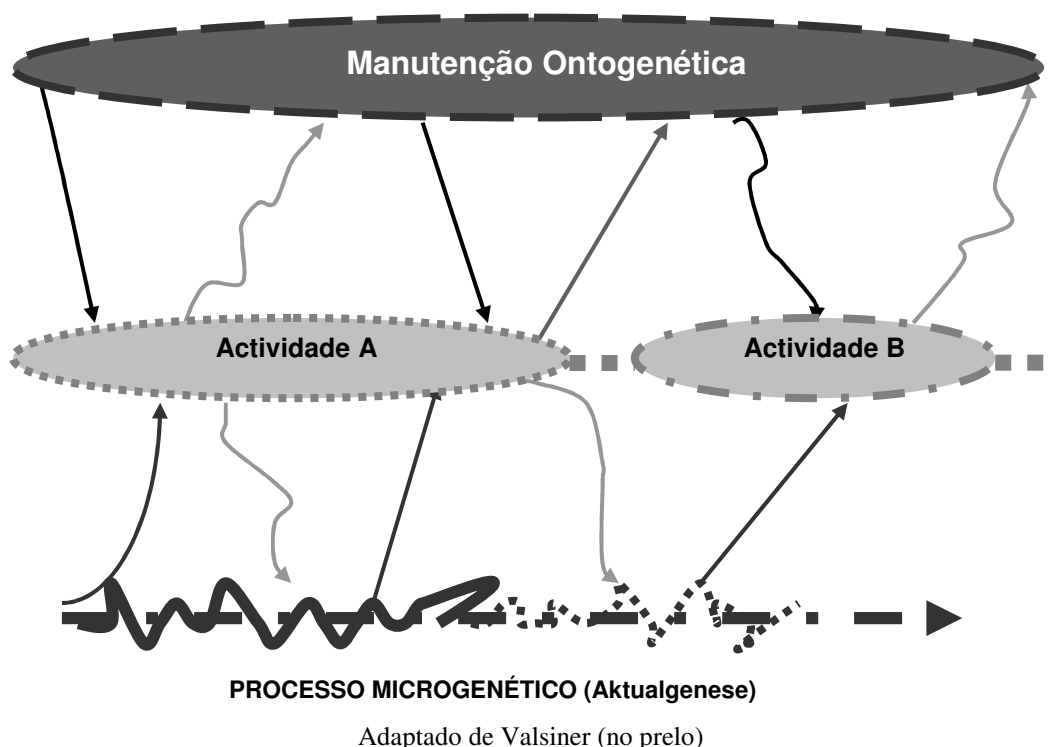 Manutenção Ontogenética
Actividade A
Actividade B
PROCESSO MICROGENÉTICO (Aktualgenese)
Adaptado de Valsiner (no prelo)